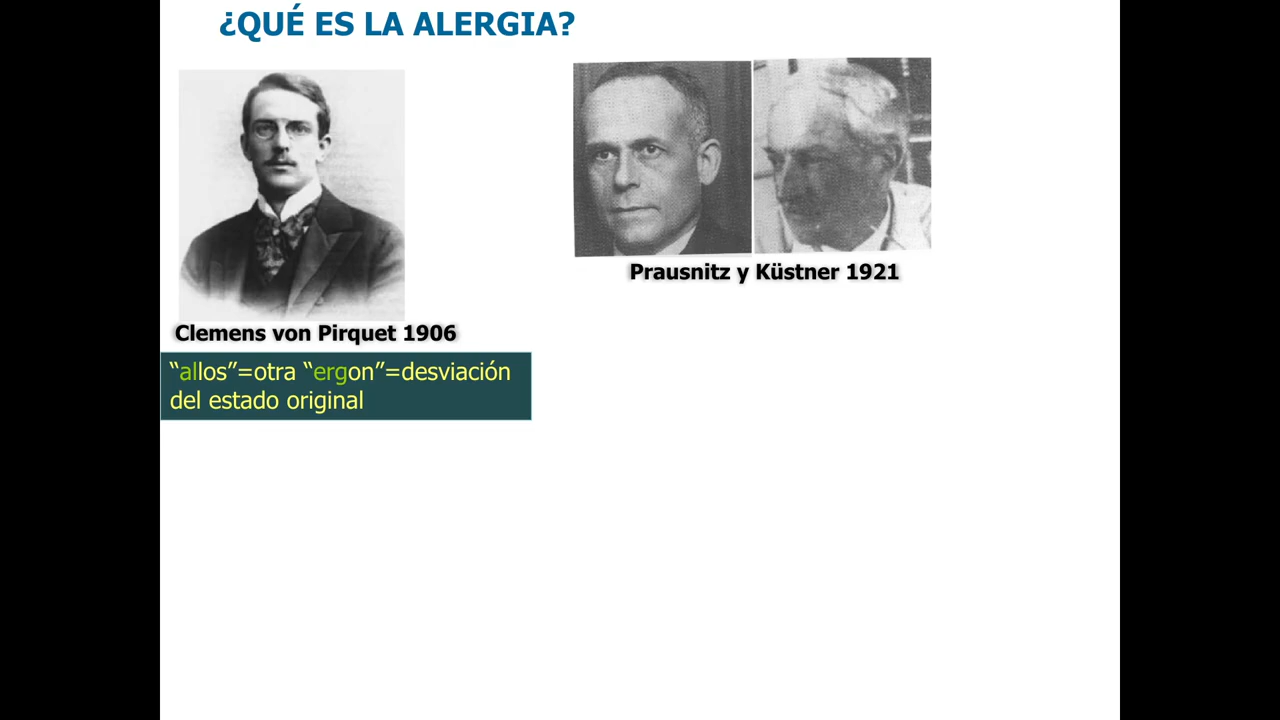 ¿QUÉ ES LA ALERGIA?
Prausnitz y Küstner 1921
Clemens von Pirquet 1906
“allos”=otra “ergon”=desviación
del estado original